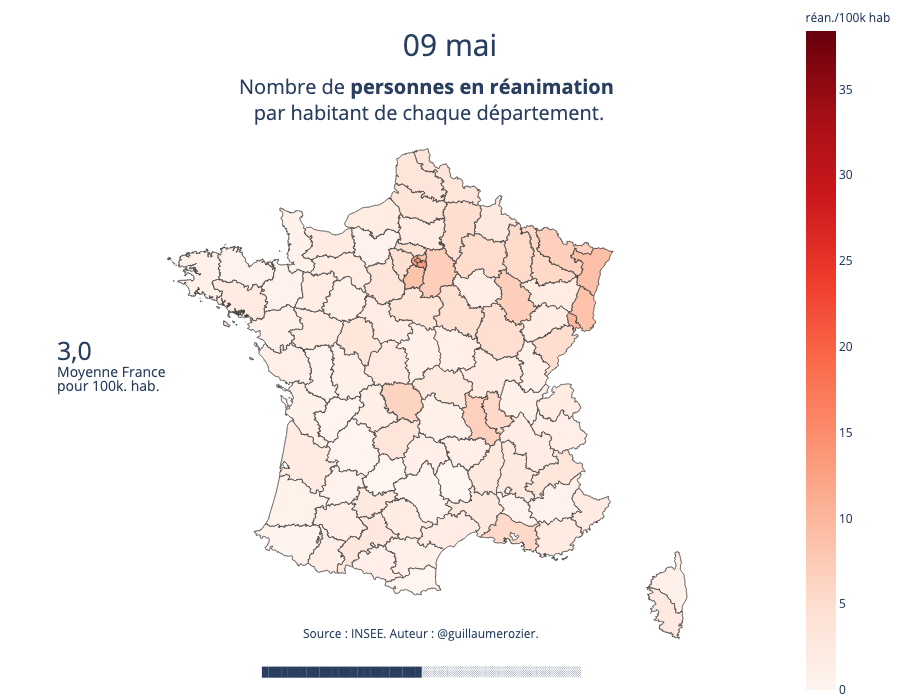 réan./100k hab
09 mai
Nombre de personnes en réanimation
par habitant de chaque département.
35
30
25
20
15
10
5
0
3,0
Moyenne France
pour 100k. hab.
Source : INSEE. Auteur : @guillaumerozier.